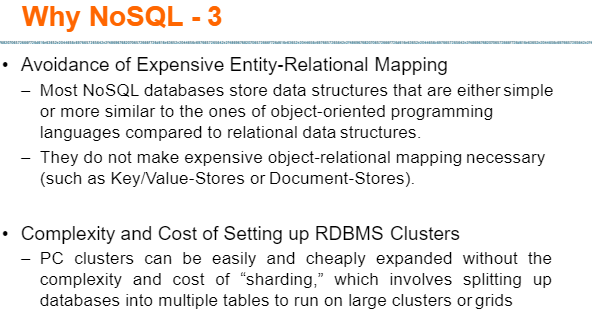 Why NoSQL - 3
• Avoidance of Expensive Entity-Relational Mapping
– Most NoSQL databases store data structures that are either simple
or more similar to the ones of object-oriented programming
languages compared to relational data structures.
– They do not make expensive object-relational mapping necessary
(such as Key/Value-Stores or Document-Stores).
• Complexity and Cost of Setting up RDBMS Clusters
– PC clusters can be easily and cheaply expanded without the
complexity and cost of “sharding,” which involves splitting up
databases into multiple tables to run on large clusters or grids